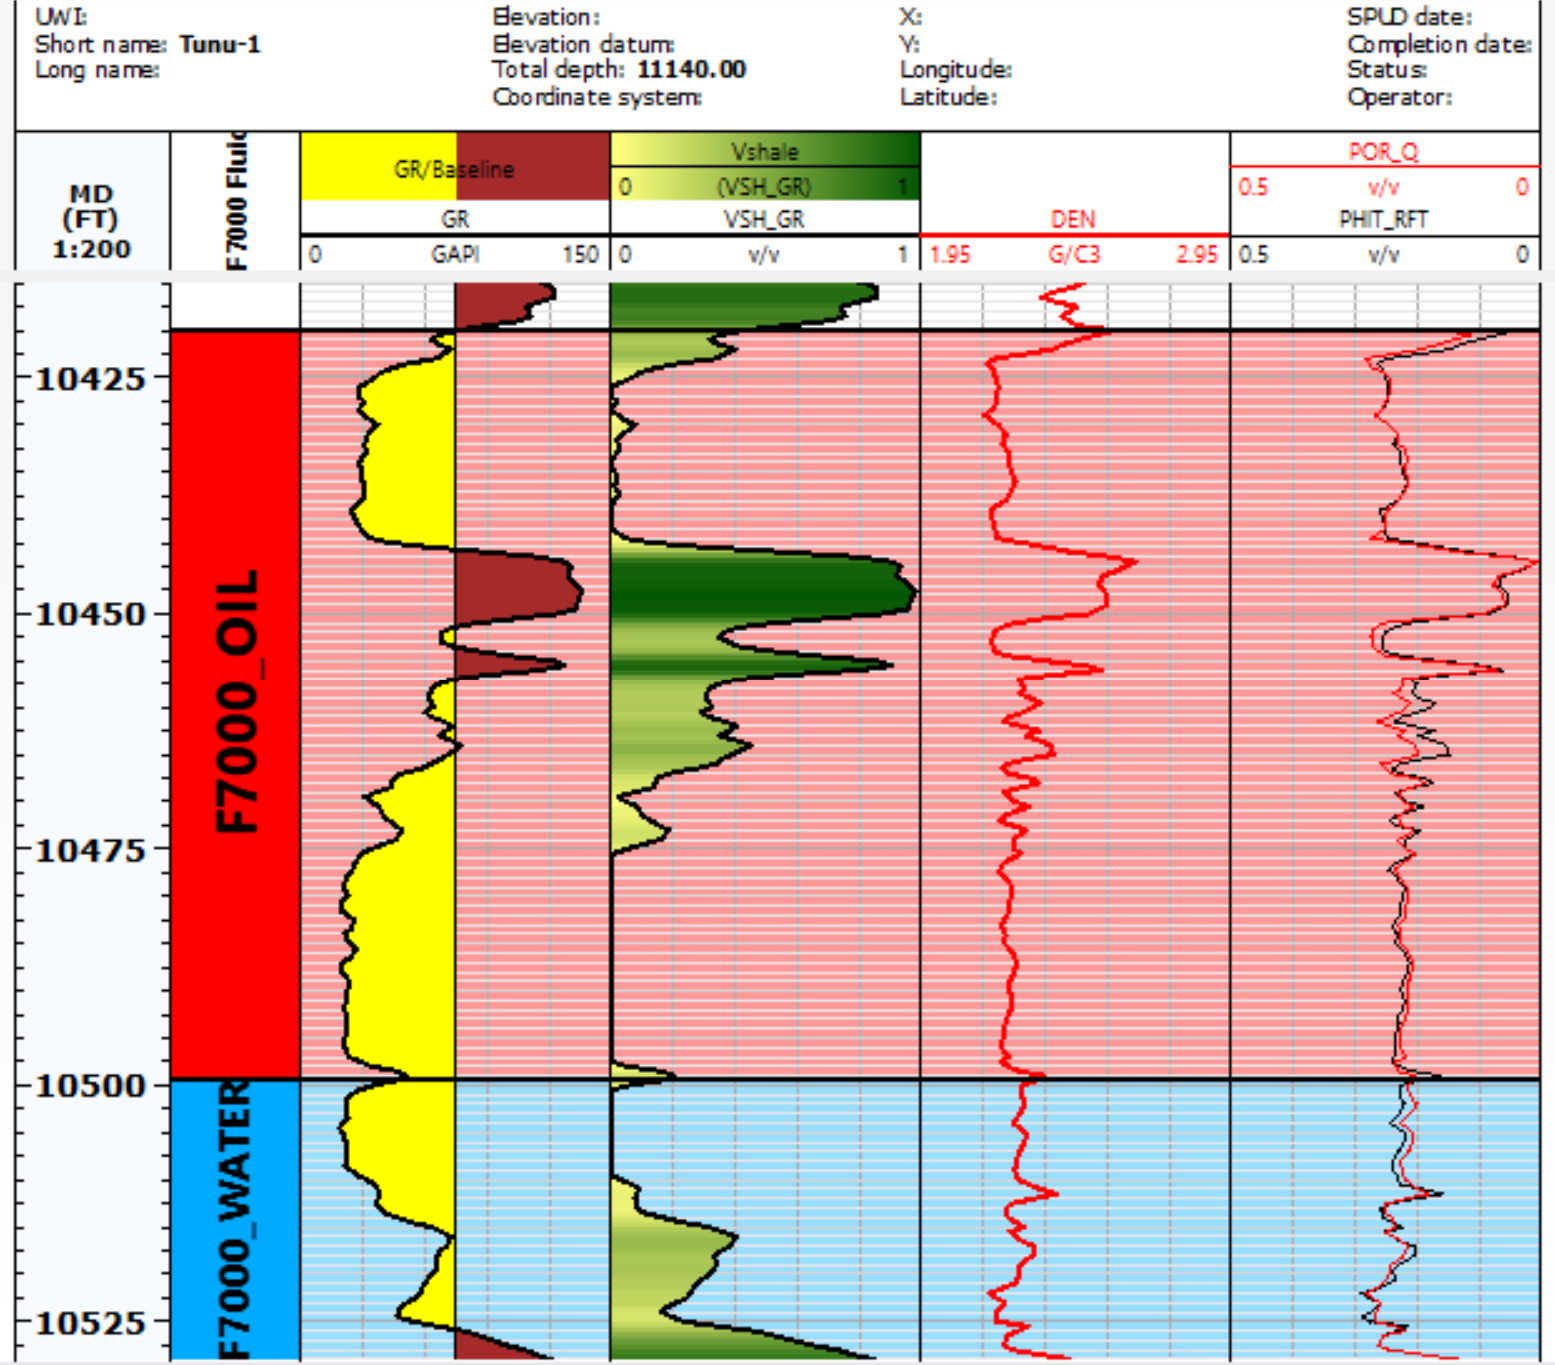 UWI:
Short name: Tunu-1
Long name:
Elevation:
Elevation datum:
Total depth: 11140.00
Coordinate system:
X:
Y:
Longitude:
Latitude:
SPUD date:
Completion date:
Status:
Operator:
MD
(FT)
1:200
F7000 Fluid
GR/Baseline
GR
0 GAPI 150
Vshale
0 (VSH_GR) 1
VSH_GR
0 v/v 1
DEN
1.95 G/C3 2.95
POR_Q
0.5 v/v 0
PHIT_RFT
0.5 v/v 0
10425
10450
10475
10500
10525
F7000_OIL
F7000_WATER